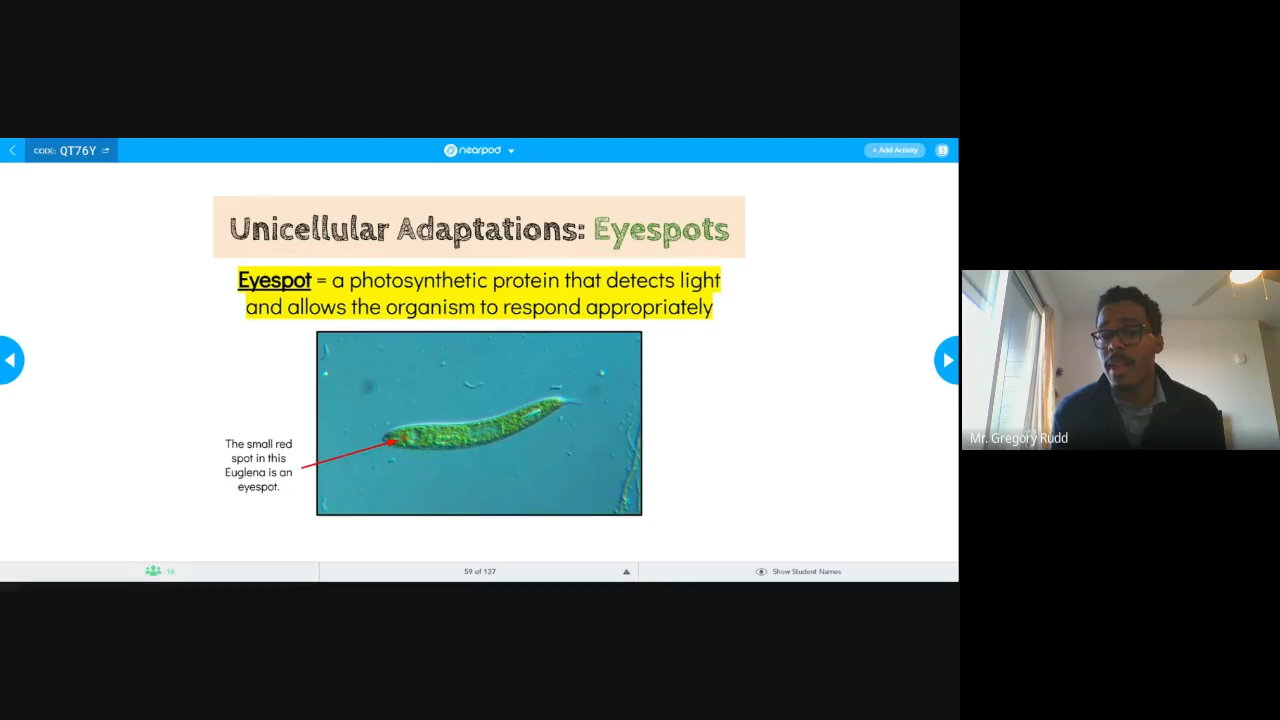 CODE: QT76Y
nearpod
+ Add Activity
Unicellular Adaptations: Eyespots
Eyespot = a photosynthetic protein that detects light
and allows the organism to respond appropriately
The small red
spot in this
Euglena is an
eyespot.
Mr. Gregory Rudd
16
59 of 137
Show Student Names